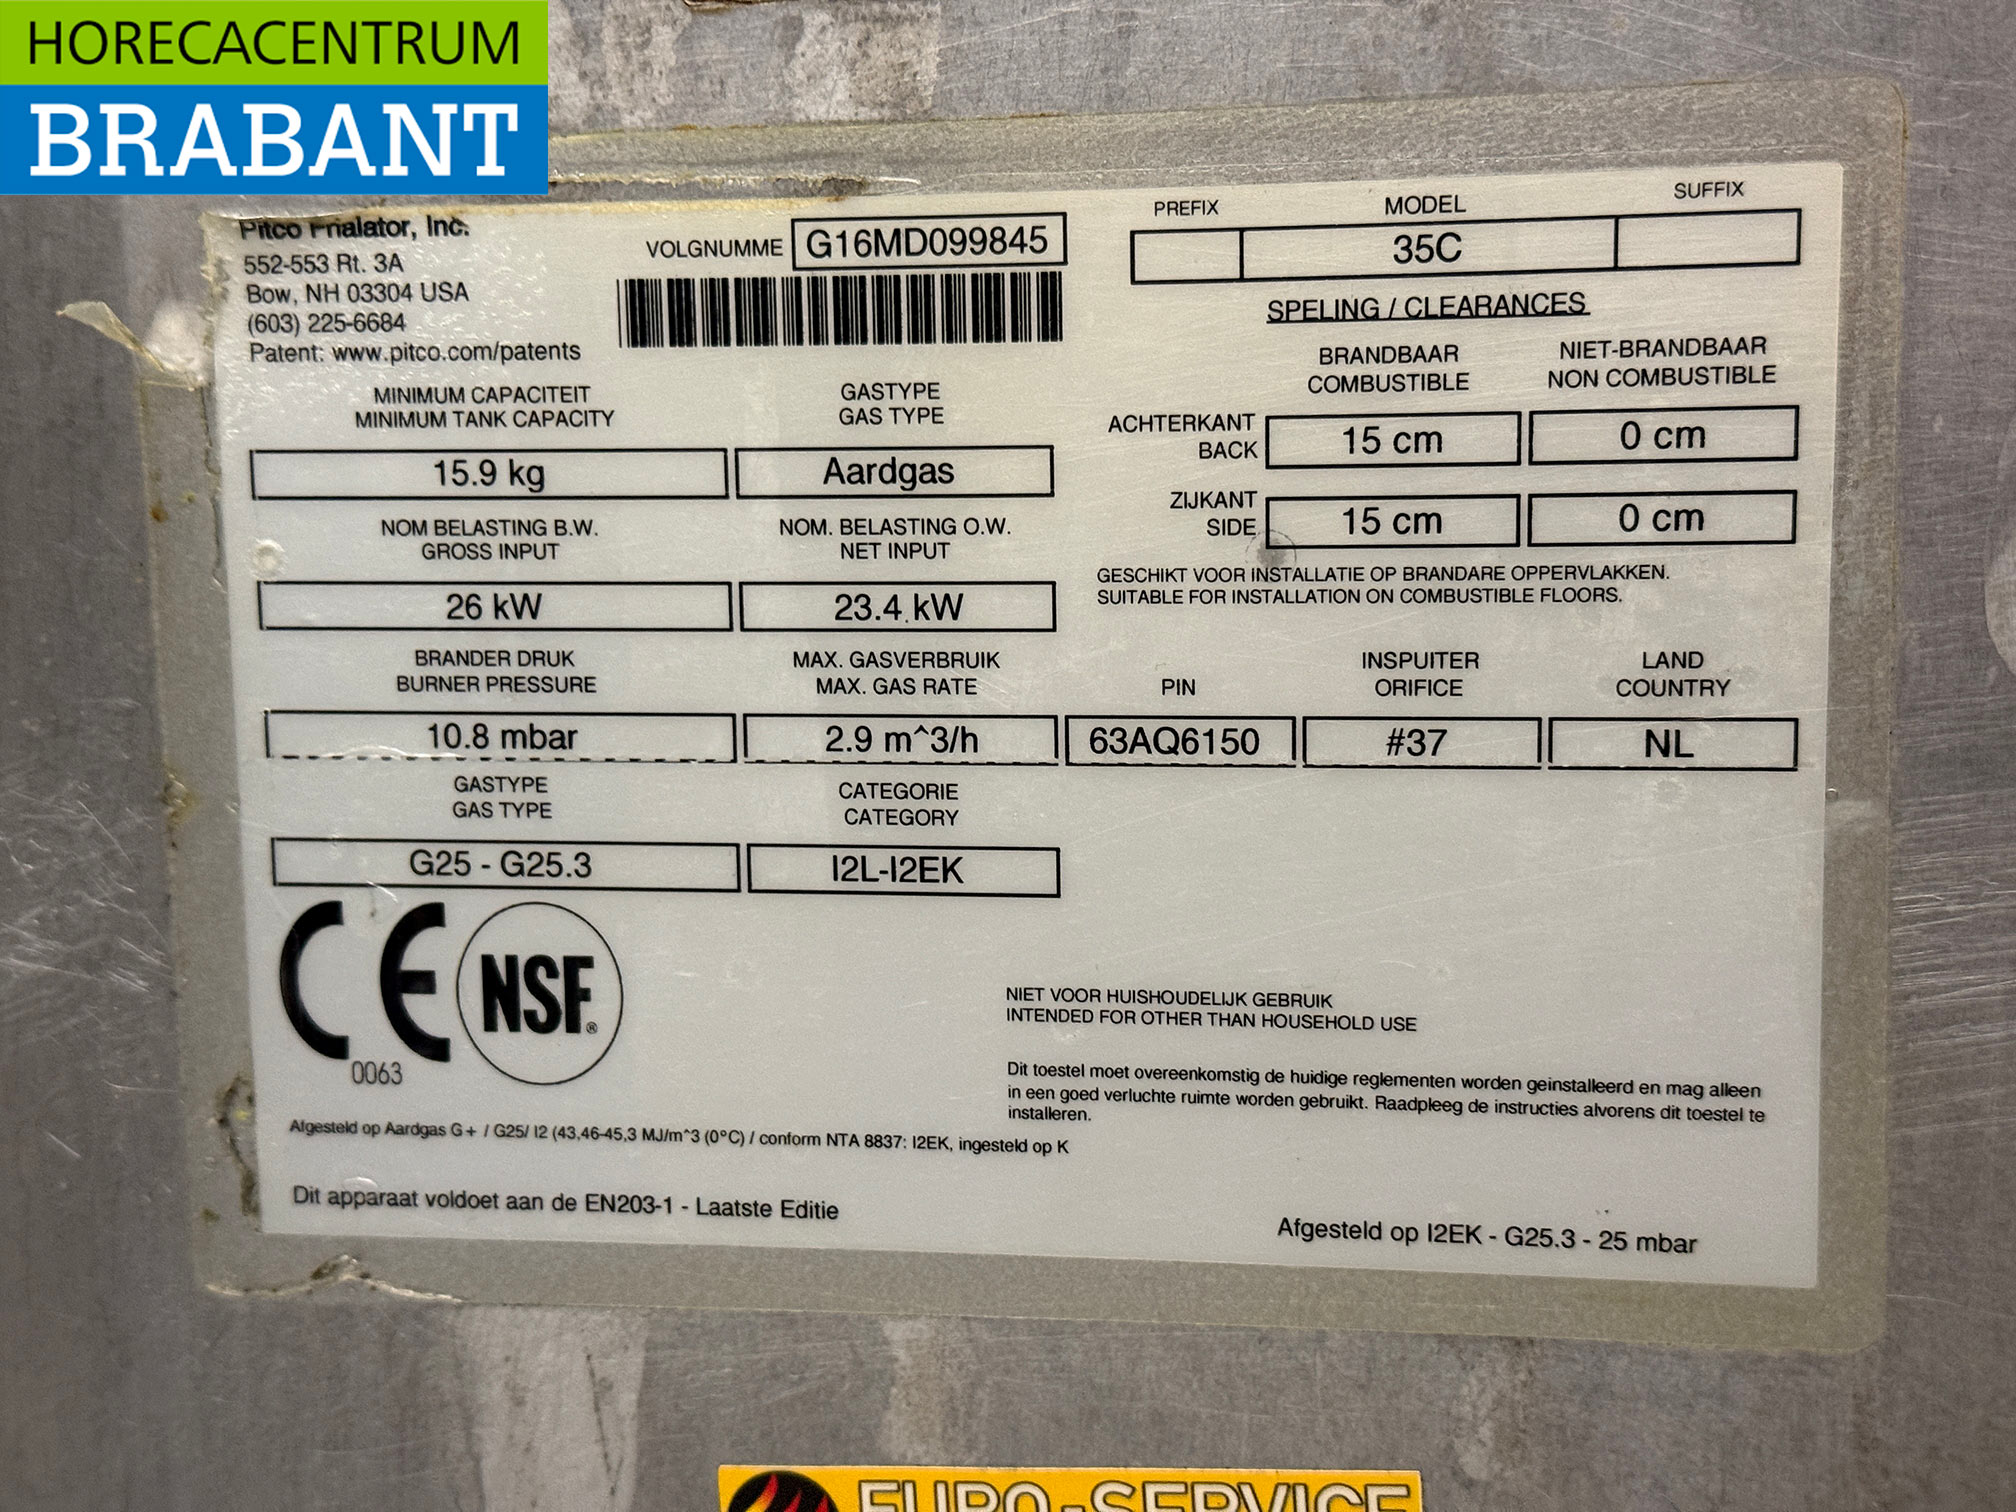 HORECACENTRUM
BRABANT
Pitco Frialator, Inc.
552-553 Rt. 3A
Bow, NH 03304 USA
(603) 225-6684
Patent: www.pitco.com/patents
VOLGNUMME G16MD099845
PREFIX MODEL SUFFIX
35C
SPELING / CLEARANCES
BRANDBAAR NIET-BRANDBAAR
COMBUSTIBLE NON COMBUSTIBLE
ACHTERKANT
BACK 15 cm 0 cm
ZIJKANT
SIDE 15 cm 0 cm
GESCHIKT VOOR INSTALLATIE OP BRANDARE OPPERVLAKKEN.
SUITABLE FOR INSTALLATION ON COMBUSTIBLE FLOORS.
MINIMUM CAPACITEIT GASTYPE
MINIMUM TANK CAPACITY GAS TYPE
15.9 kg Aardgas
NOM BELASTING B.W. NOM. BELASTING O.W.
GROSS INPUT NET INPUT
26 kW 23.4 kW
BRANDER DRUK MAX. GASVERBRUIK INSPUITER LAND
BURNER PRESSURE MAX. GAS RATE PIN ORIFICE COUNTRY
10.8 mbar 2.9 m^3/h 63AQ6150 #37 NL
GASTYPE CATEGORIE
GAS TYPE CATEGORY
G25 - G25.3 I2L-I2EK
CE NSF®
0063
NIET VOOR HUISHOUDELIJK GEBRUIK
INTENDED FOR OTHER THAN HOUSEHOLD USE
Dit toestel moet overeenkomstig de huidige reglementen worden geinstalleerd en mag alleen
in een goed verluchte ruimte worden gebruikt. Raadpleeg de instructies alvorens dit toestel te
installeren.
Afgesteld op Aardgas G+ / G25/ I2 (43,46-45,3 MJ/m^3 (0°C) / conform NTA 8837: I2EK, ingesteld op K
Dit apparaat voldoet aan de EN203-1 - Laatste Editie
Afgesteld op I2EK - G25.3 - 25 mbar
EURO-SERVICE